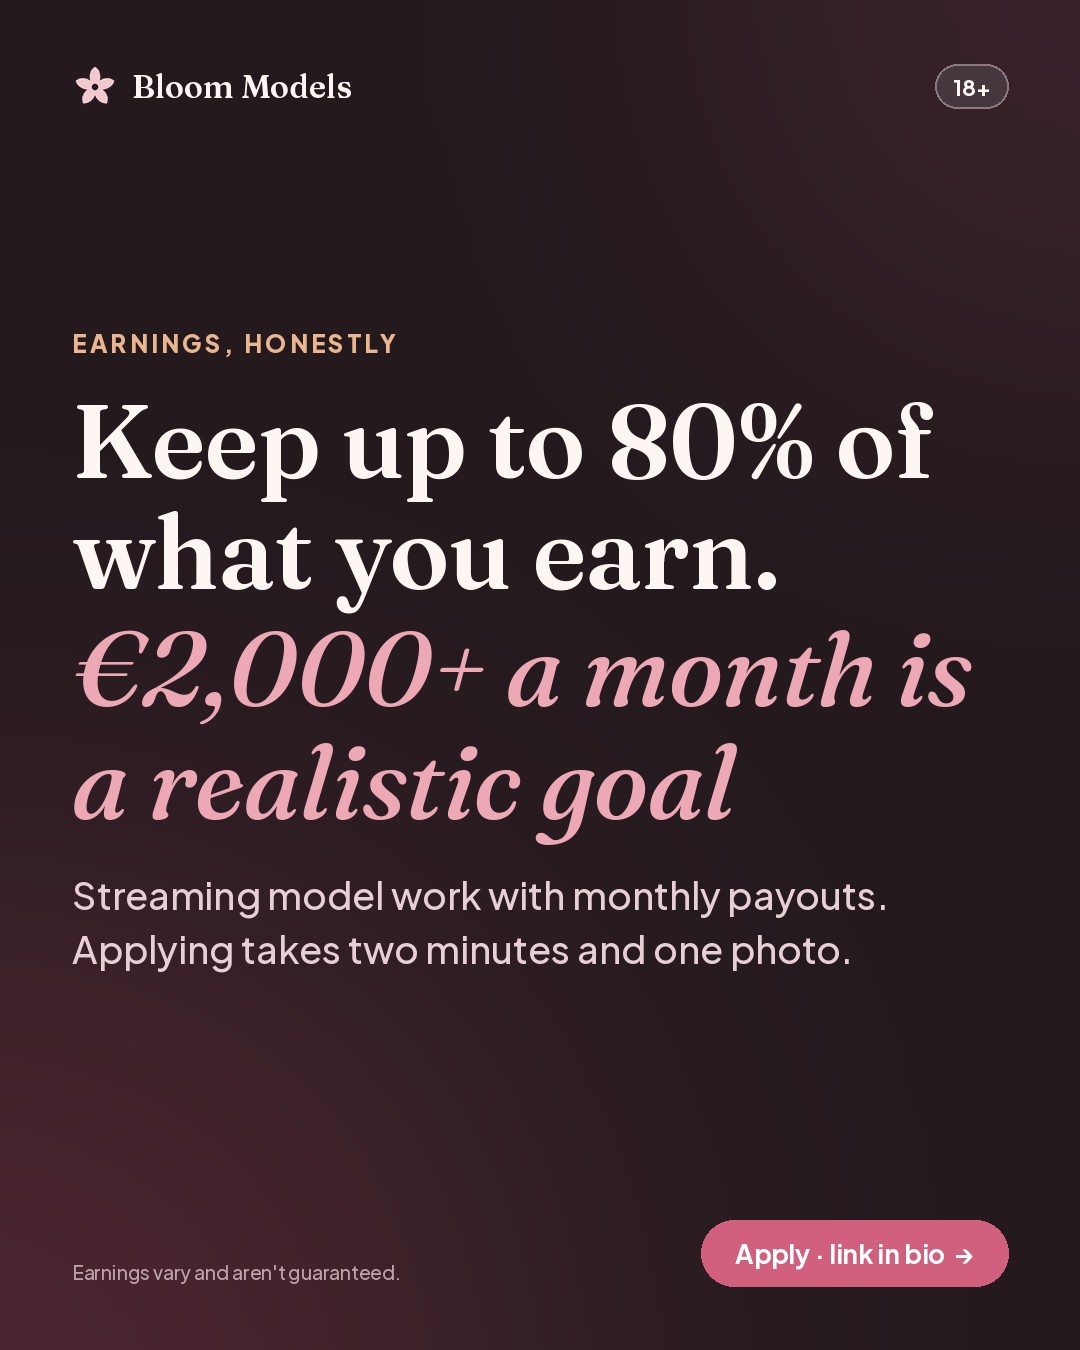 Bloom Models
18+
EARNINGS, HONESTLY
Keep up to 80% of
what you earn.
€2,000+ a month is
a realistic goal
Streaming model work with monthly payouts.
Applying takes two minutes and one photo.
Earnings vary and aren't guaranteed.
Apply · link in bio →